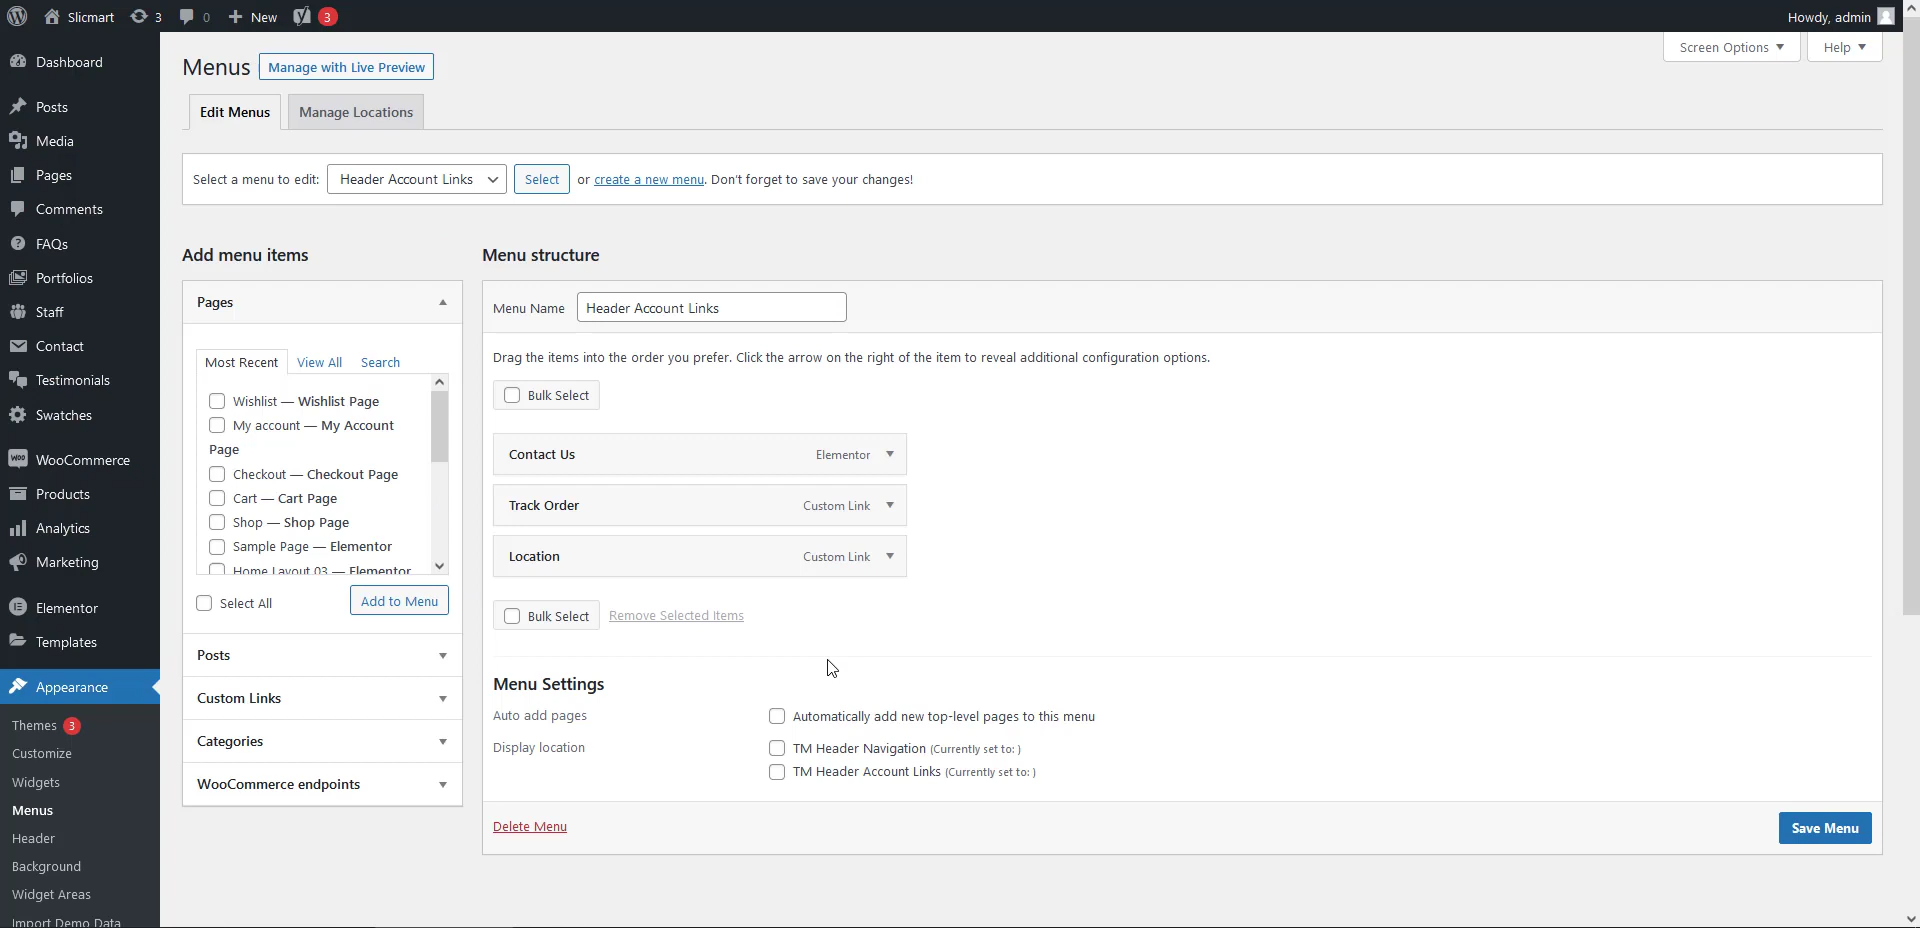 Slicmart 3 0 New 3 Howdy, admin
Screen Options Help
Dashboard
Posts
Media
Pages
Comments
FAQs
Portfolios
Staff
Contact
Testimonials
Swatches
WOO WooCommerce
Products
Analytics
Marketing
Elementor
Templates
Appearance
Themes 3
Customize
Widgets
Menus
Header
Background
Widget Areas
Import Demo Data
Menus Manage with Live Preview
Edit Menus Manage Locations
Select a menu to edit: Header Account Links Select or create a new menu. Don't forget to save your changes!
Add menu items
Pages
Most Recent View All Search
Wishlist — Wishlist Page
My account — My Account
Page
Checkout — Checkout Page
Cart — Cart Page
Shop — Shop Page
Sample Page — Elementor
Home Layout 03 — Elementor
Select All Add to Menu
Posts
Custom Links
Categories
WooCommerce endpoints
Menu structure
Menu Name Header Account Links
Drag the items into the order you prefer. Click the arrow on the right of the item to reveal additional configuration options.
Bulk Select
Contact Us Elementor
Track Order Custom Link
Location Custom Link
Bulk Select Remove Selected Items
Menu Settings
Auto add pages Automatically add new top-level pages to this menu
Display location TM Header Navigation (Currently set to: )
TM Header Account Links (Currently set to: )
Delete Menu Save Menu